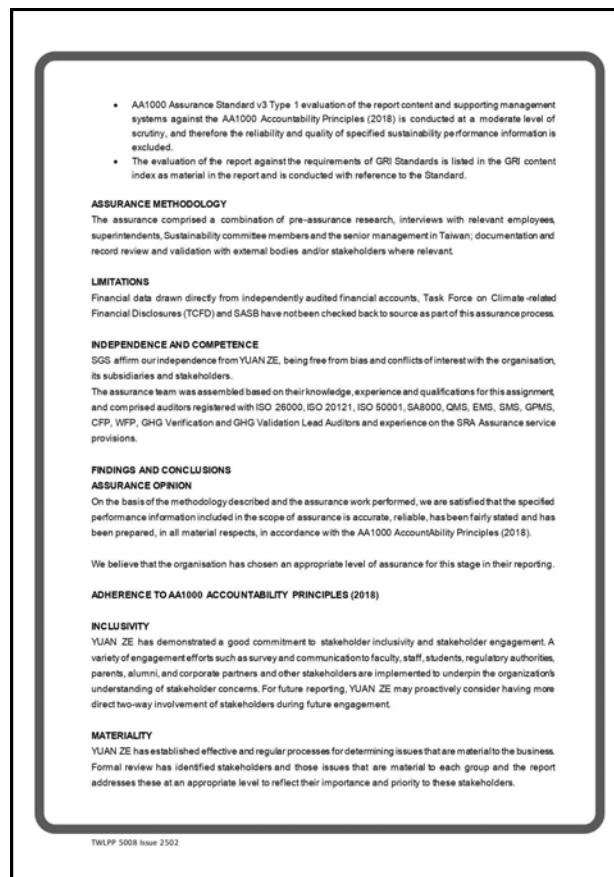 • AA1000 Assurance Standard v3 Type 1 evaluation of the report content and supporting management
systems against the AA1000 Accountability Principles (2018) is conducted at a moderate level of
scrutiny, and therefore the reliability and quality of specified sustainability performance information is
excluded.
• The evaluation of the report against the requirements of GRI Standards is listed in the GRI content
index as material in the report and is conducted with reference to the Standard.
ASSURANCE METHODOLOGY
The assurance comprised a combination of pre-assurance research, interviews with relevant employees,
superintendents, Sustainability committee members and the senior management in Taiwan; documentation and
record review and validation with external bodies and/or stakeholders where relevant.
LIMITATIONS
Financial data drawn directly from independently audited financial accounts, Task Force on Climate-related
Financial Disclosures (TCFD) and SASB have not been checked back to source as part of this assurance process.
INDEPENDENCE AND COMPETENCE
SGS affirm our independence from YUAN ZE, being free from bias and conflicts of interest with the organisation,
its subsidiaries and stakeholders.
The assurance team was assembled based on their knowledge, experience and qualifications for this assignment,
and comprised auditors registered with ISO 26000, ISO 20121, ISO 50001, SA8000, QMS, EMS, SMS, GPMS,
CFP, WFP, GHG Verification and GHG Validation Lead Auditors and experience on the SRA Assurance service
provisions.
FINDINGS AND CONCLUSIONS
ASSURANCE OPINION
On the basis of the methodology described and the assurance work performed, we are satisfied that the specified
performance information included in the scope of assurance is accurate, reliable, has been fairly stated and has
been prepared, in all material respects, in accordance with the AA1000 AccountAbility Principles (2018).
We believe that the organisation has chosen an appropriate level of assurance for this stage in their reporting.
ADHERENCE TO AA1000 ACCOUNTABILITY PRINCIPLES (2018)
INCLUSIVITY
YUAN ZE has demonstrated a good commitment to stakeholder inclusivity and stakeholder engagement. A
variety of engagement efforts such as survey and communication to faculty, staff, students, regulatory authorities,
parents, alumni, and corporate partners and other stakeholders are implemented to underpin the organization's
understanding of stakeholder concerns. For future reporting, YUAN ZE may proactively consider having more
direct two-way involvement of stakeholders during future engagement.
MATERIALITY
YUAN ZE has established effective and regular processes for determining issues that are material to the business.
Formal review has identified stakeholders and those issues that are material to each group and the report
addresses these at an appropriate level to reflect their importance and priority to these stakeholders.
TWLPP 5008 Issue 2502